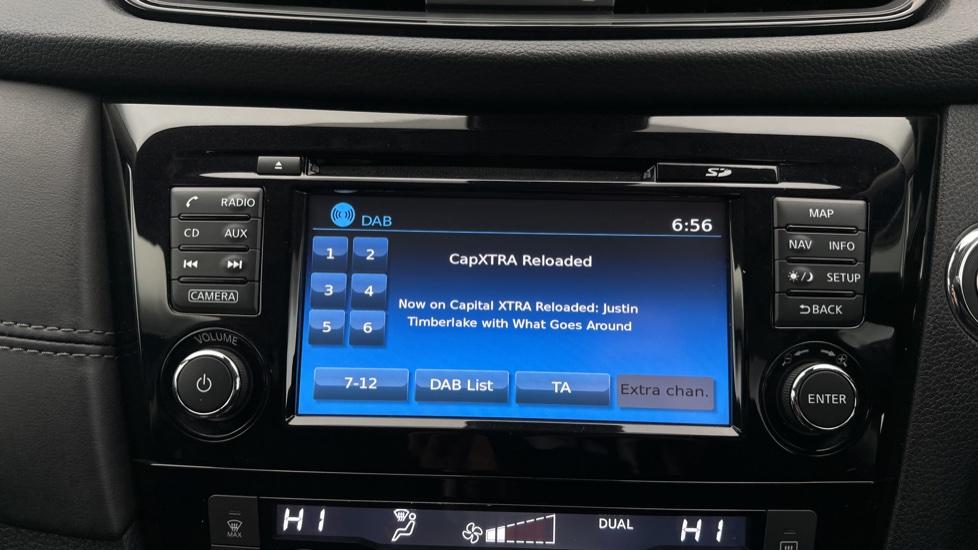 SD
RADIO
CD AUX
CAMERA
VOLUME
DAB 6:56
1 2
3 4
5 6
CapXTRA Reloaded
Now on Capital XTRA Reloaded: Justin
Timberlake with What Goes Around
7-12 DAB List TA Extra chan.
MAP
NAV INFO
SETUP
BACK
ENTER
MAX
HI DUAL HI